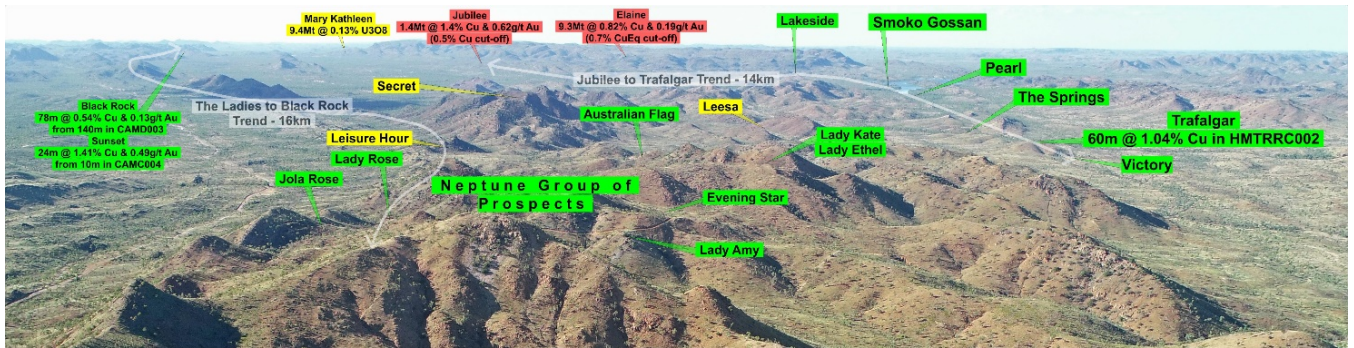 Mary Kathleen
9.4Mt @ 0.13% U3O8
Jubilee
1.4Mt @ 1.4% Cu & 0.62g/t Au
(0.5% Cu cut-off)
Elaine
9.3Mt @ 0.82% Cu & 0.19g/t Au
(0.7% CuEq cut-off)
Lakeside
Smoko Gossan
Jubilee to Trafalgar Trend - 14km
Pearl
Secret
The Ladies to Black Rock
Trend - 16km
Black Rock
78m @ 0.54% Cu & 0.13g/t Au
from 140m in CAMD003
Sunset
24m @ 1.41% Cu & 0.49g/t Au
from 10m in CAMC004
Leesa
The Springs
Australian Flag
Trafalgar
60m @ 1.04% Cu in HMTRRC002
Leisure Hour
Lady Kate
Lady Ethel
Lady Rose
Victory
Jola Rose
Neptune Group of
Prospects
Evening Star
Lady Amy